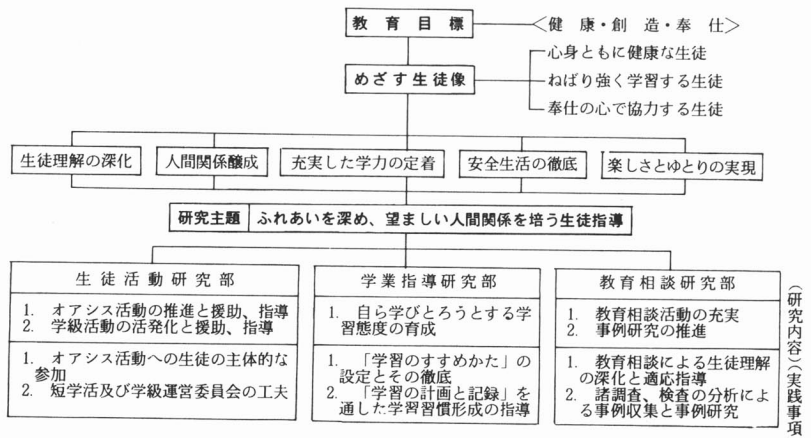 教育目標
〈健康・創造・奉仕〉
めざす生徒像
心身ともに健康な生徒
ねばり強く学習する生徒
奉仕の心で協力する生徒
生徒理解の深化
人間関係醸成
充実した学力の定着
安全生活の徹底
楽しさとゆとりの実現
研究主題 ふれあいを深め、望ましい人間関係を培う生徒指導
生徒活動研究部
1. オアシス活動の推進と援助、指導
2. 学級活動の活発化と援助、指導
1. オアシス活動への生徒の主体的な
参加
2. 短学活及び学級運営委員会の工夫
学業指導研究部
1. 自ら学びとろうとする学
習態度の育成
1. 「学習のすすめかた」の
設定とその徹底
2. 「学習の計画と記録」を
通した学習習慣形成の指導
教育相談研究部
1. 教育相談活動の充実
2. 事例研究の推進
1. 教育相談による生徒理解
の深化と適応指導
2. 諸調査、検査の分析によ
る事例収集と事例研究
(研究内容)
(実践事項)